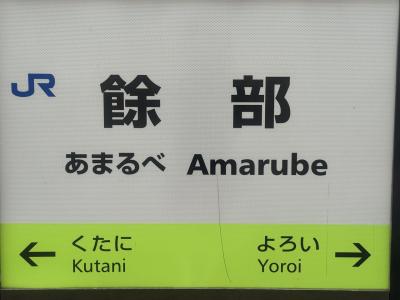 JR
餘部
あまるべ Amarube
← くたに よろい →
Kutani Yoroi